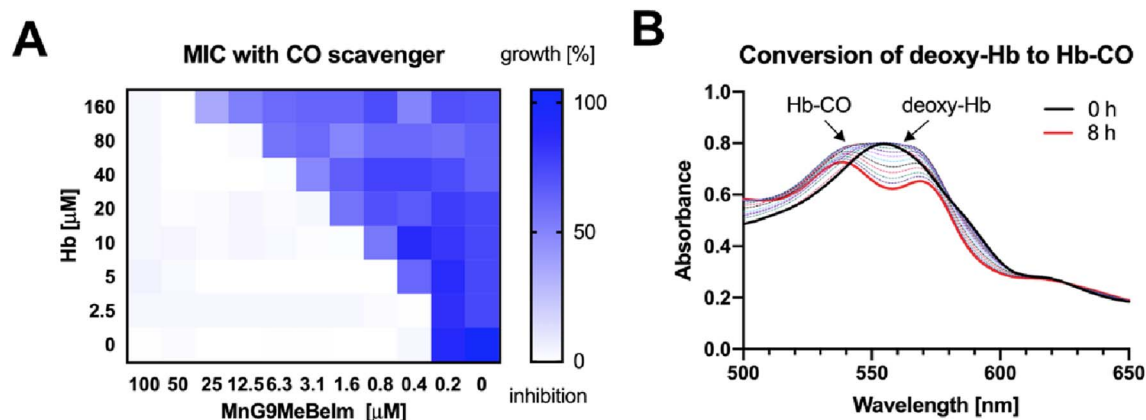 A
MIC with CO scavenger
growth [%]
160
80
40
20
10
5
2.5
0
Hb [μM]
100 50 25 12.5 6.3 3.1 1.6 0.8 0.4 0.2 0
MnG9MeBeIm [μM]
100
50
0
inhibition
B
Conversion of deoxy-Hb to Hb-CO
Hb-CO
deoxy-Hb
0 h
8 h
1.0
0.8
0.6
0.4
0.2
0.0
Absorbance
500 550 600 650
Wavelength [nm]